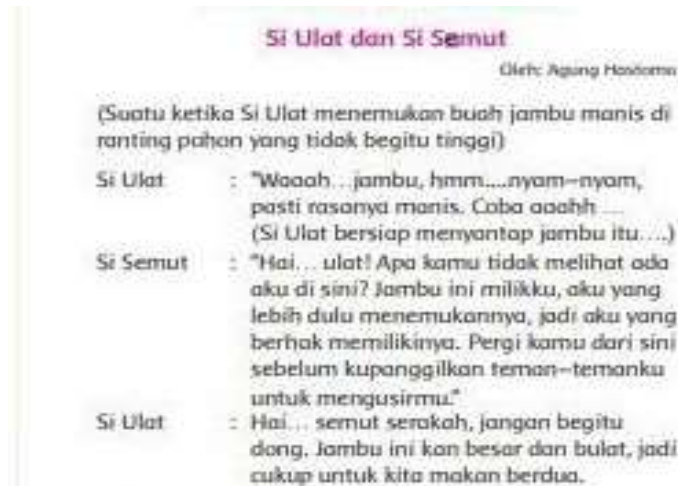 Si Ulat dan Si Semut
Oleh: Agung Hastomo
(Suatu ketika Si Ulat menemukan buah jambu manis di
ranting pohon yang tidak begitu tinggi)
Si Ulat : "Waaah...jambu, hmm....nyam-nyam,
pasti rasanya manis. Coba aaahh ...
(Si Ulat bersiap menyantap jambu itu....)
Si Semut : "Hai... ulat! Apa kamu tidak melihat ada
aku di sini? Jambu ini milikku, aku yang
lebih dulu menemukannya, jadi aku yang
berhak memilikinya. Pergi kamu dari sini
sebelum kupanggilkan teman-temanku
untuk mengusirmu."
Si Ulat : Hai... semut serakah, jangan begitu
dong. Jambu ini kan besar dan bulat, jadi
cukup untuk kita makan berdua.